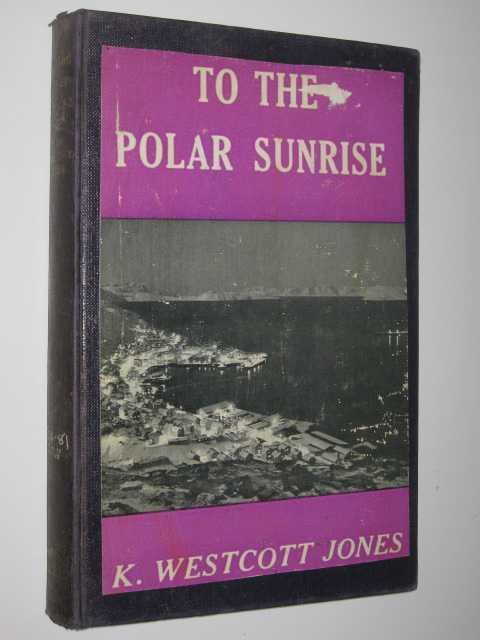 TO THE
POLAR SUNRISE
K. WESTCOTT JONES